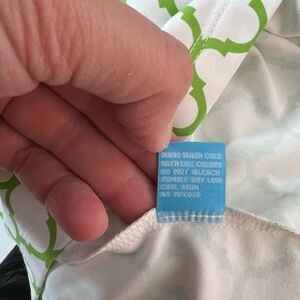 HAND WASH COLD
WITH LIKE COLORS
DO NOT BLEACH
TUMBLE DRY LOW
COOL IRON
AS NEEDED